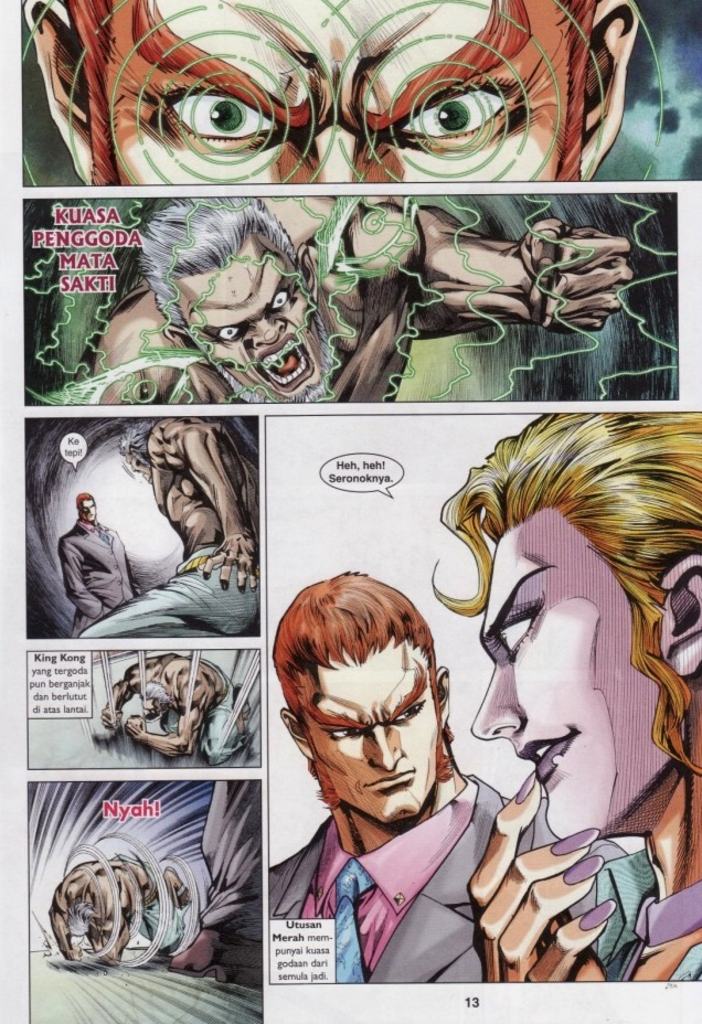 KUASA
PENGGODA
MATA
SAKTI
Ke
tepi!
Heh, heh!
Seronoknya.
King Kong
yang tergoda
pun berganjak
dan berlutut
di atas lantai.
Nyah!
Utusan
Merah mem-
punyai kuasa
godaan dari
semula jadi.
13